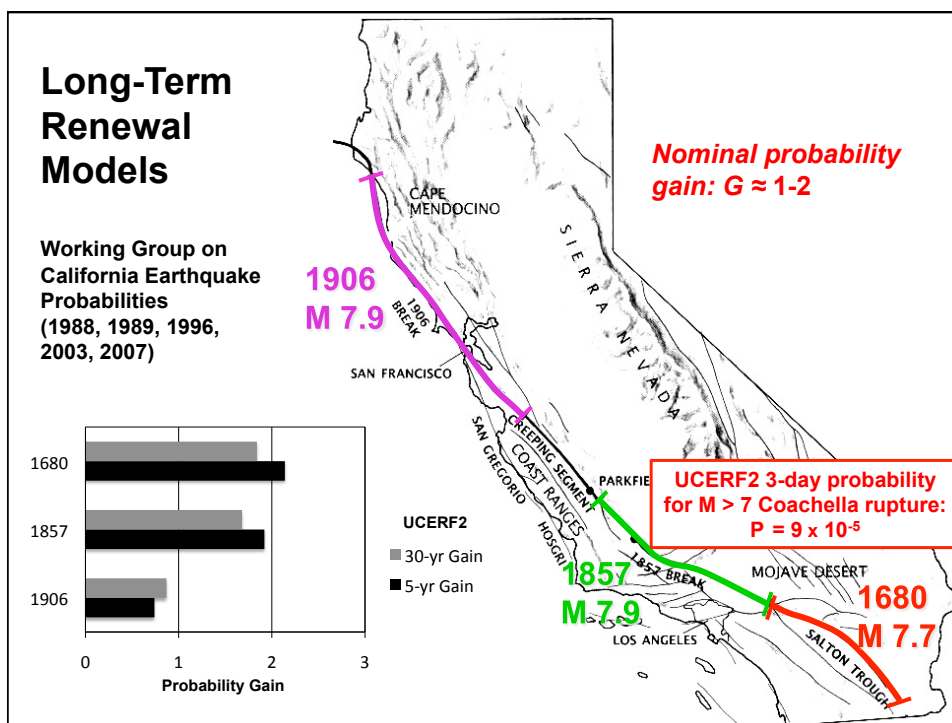 Long-Term
Renewal
Models
Working Group on
California Earthquake
Probabilities
(1988, 1989, 1996,
2003, 2007)
Nominal probability
gain: G ≈ 1-2
CAPE
MENDOCINO
1906
M 7.9
1906
BREAK
SAN FRANCISCO
SIERRA NEVADA
CREEPING SEGMENT
SAN GREGORIO
COAST RANGES
HOSGRI
PARKFIE
UCERF2 3-day probability
for M > 7 Coachella rupture:
P = 9 x 10⁻⁵
1857 BREAK
1857
M 7.9
MOJAVE DESERT
1680
M 7.7
LOS ANGELES
SALTON TROUGH
1680
1857
1906
0 1 2 3
Probability Gain
UCERF2
30-yr Gain
5-yr Gain